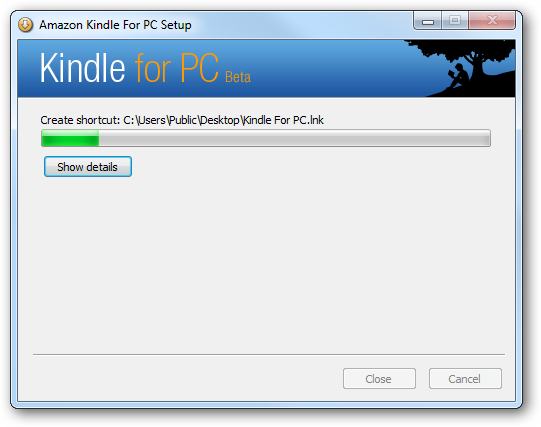 Amazon Kindle For PC Setup
Kindle for PC Beta
Create shortcut: C:\Users\Public\Desktop\Kindle For PC.lnk
Show details
Close Cancel